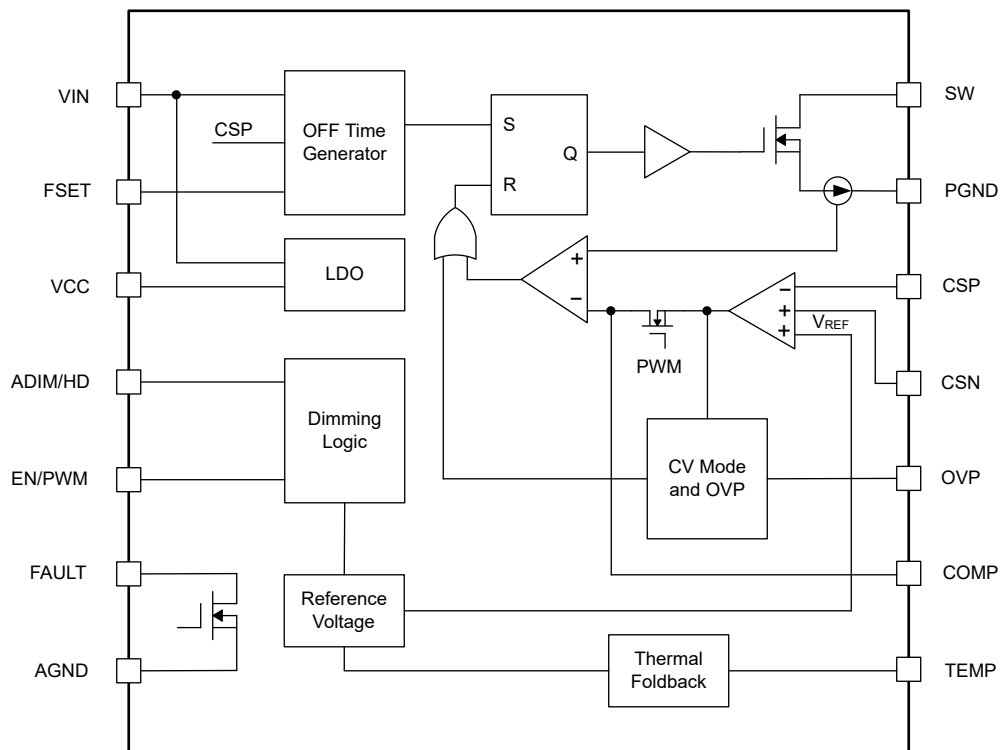 VIN
FSET
VCC
ADIM/HD
EN/PWM
FAULT
AGND
CSP
OFF Time
Generator
LDO
Dimming
Logic
Reference
Voltage
S
R
Q
+
−
PWM
−
+
+
VREF
CV Mode
and OVP
Thermal
Foldback
SW
PGND
CSP
CSN
OVP
COMP
TEMP